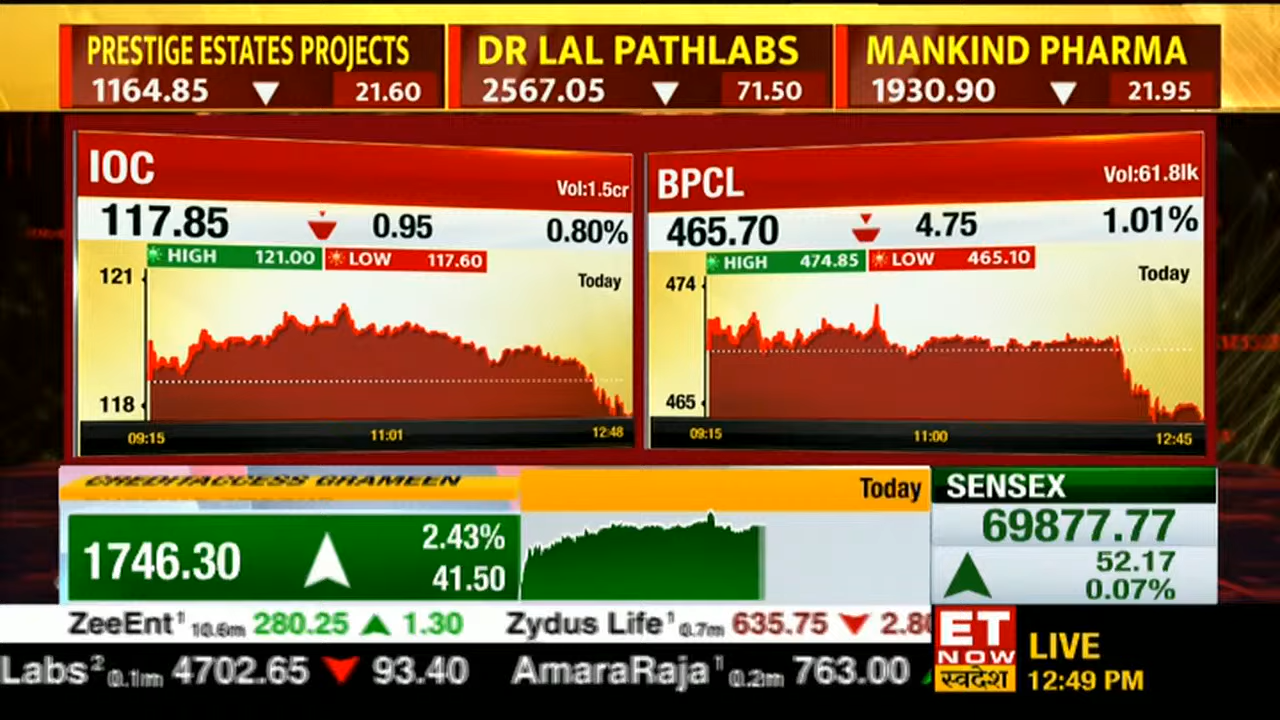 PRESTIGE ESTATES PROJECTS
1164.85 ▼ 21.60
DR LAL PATHLABS
2567.05 ▼ 71.50
MANKIND PHARMA
1930.90 ▼ 21.95
IOC
Vol:1.5cr
117.85 0.95 0.80%
HIGH 121.00 LOW 117.60
Today
121
118
09:15 11:01 12:48
BPCL
Vol:61.8lk
465.70 4.75 1.01%
HIGH 474.85 LOW 465.10
Today
474
465
09:15 11:00 12:45
CREDITACCESS GRAMEEN
1746.30 ▲ 2.43%
41.50
Today
SENSEX
69877.77
▲ 52.17
0.07%
ZeeEnt¹ 10.6m 280.25 ▲ 1.30 Zydus Life¹ 0.7m 635.75 ▼ 2.80
Labs² 0.1m 4702.65 ▼ 93.40 AmaraRaja¹ 0.2m 763.00
ET
NOW
स्वदेश
LIVE
12:49 PM